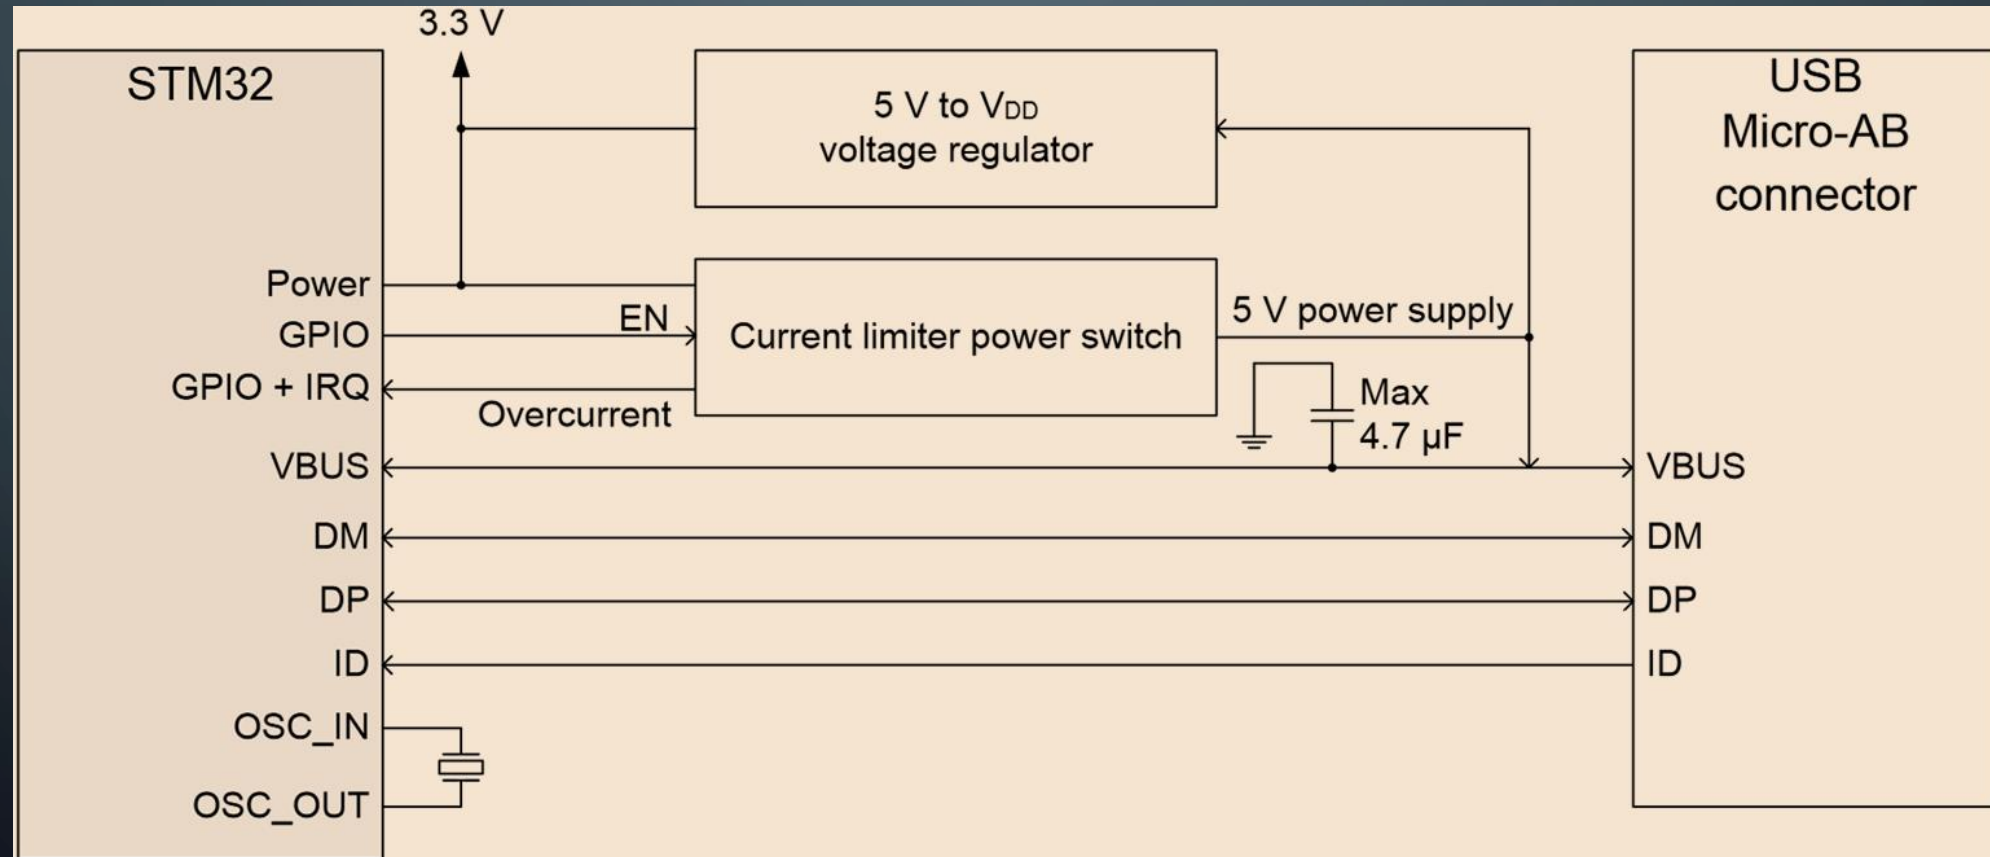 3.3 V
STM32
5 V to VDD
voltage regulator
USB
Micro-AB
connector
Power
GPIO
EN
GPIO + IRQ
Overcurrent
Current limiter power switch
5 V power supply
Max
4.7 µF
VBUS
VBUS
DM
DM
DP
DP
ID
ID
OSC_IN
OSC_OUT